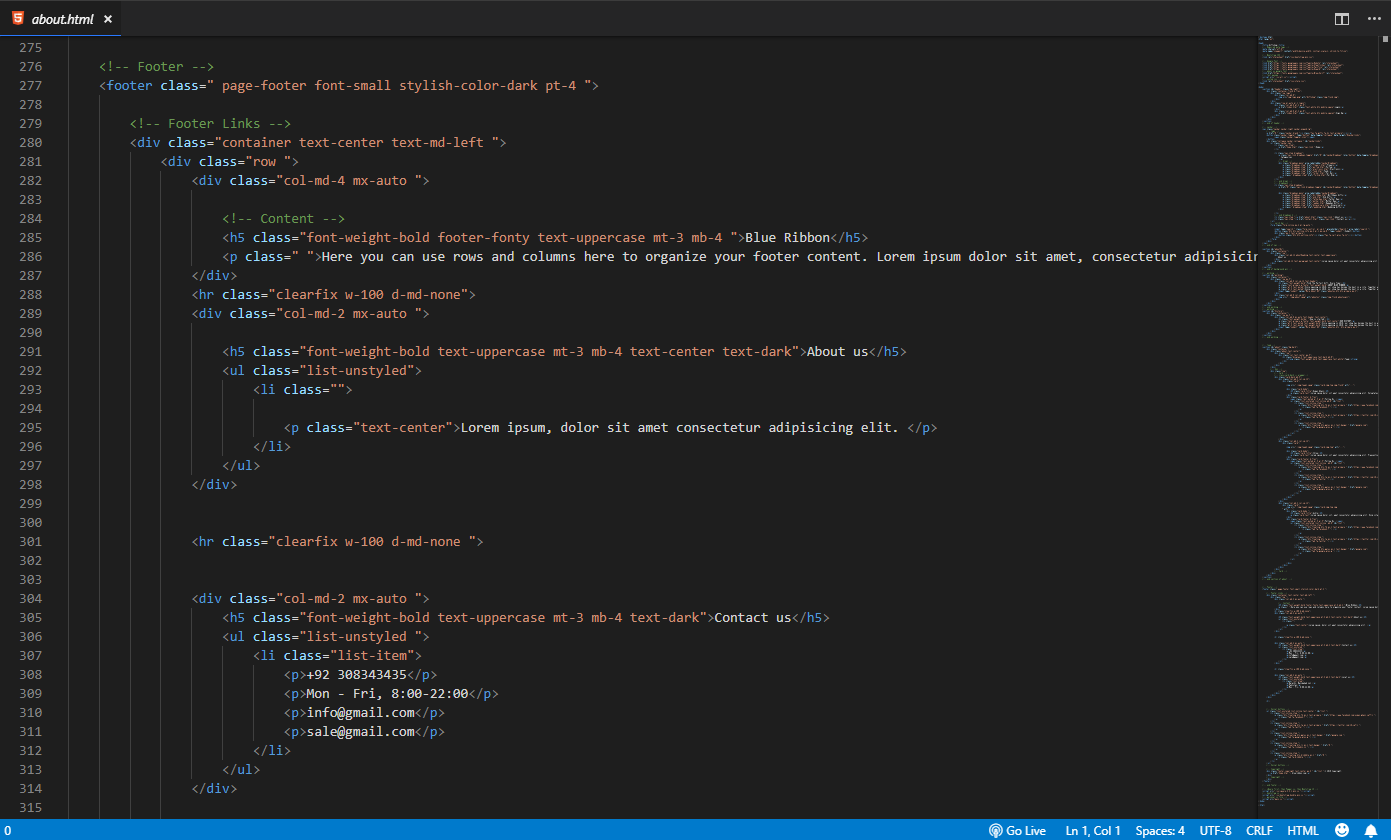 about.html ×
275
276 <!-- Footer -->
277 <footer class=" page-footer font-small stylish-color-dark pt-4 ">
278
279 <!-- Footer Links -->
280 <div class="container text-center text-md-left ">
281 <div class="row ">
282 <div class="col-md-4 mx-auto ">
283
284 <!-- Content -->
285 <h5 class="font-weight-bold footer-fonty text-uppercase mt-3 mb-4 ">Blue Ribbon</h5>
286 <p class=" ">Here you can use rows and columns here to organize your footer content. Lorem ipsum dolor sit amet, consectetur adipisicin
287 </div>
288 <hr class="clearfix w-100 d-md-none">
289 <div class="col-md-2 mx-auto ">
290
291 <h5 class="font-weight-bold text-uppercase mt-3 mb-4 text-center text-dark">About us</h5>
292 <ul class="list-unstyled">
293 <li class="">
294
295 <p class="text-center">Lorem ipsum, dolor sit amet consectetur adipisicing elit. </p>
296 </li>
297 </ul>
298 </div>
299
300
301 <hr class="clearfix w-100 d-md-none ">
302
303
304 <div class="col-md-2 mx-auto ">
305 <h5 class="font-weight-bold text-uppercase mt-3 mb-4 text-dark">Contact us</h5>
306 <ul class="list-unstyled ">
307 <li class="list-item">
308 <p>+92 308343435</p>
309 <p>Mon - Fri, 8:00-22:00</p>
310 <p>info@gmail.com</p>
311 <p>sale@gmail.com</p>
312 </li>
313 </ul>
314 </div>
315
0 Go Live Ln 1, Col 1 Spaces: 4 UTF-8 CRLF HTML